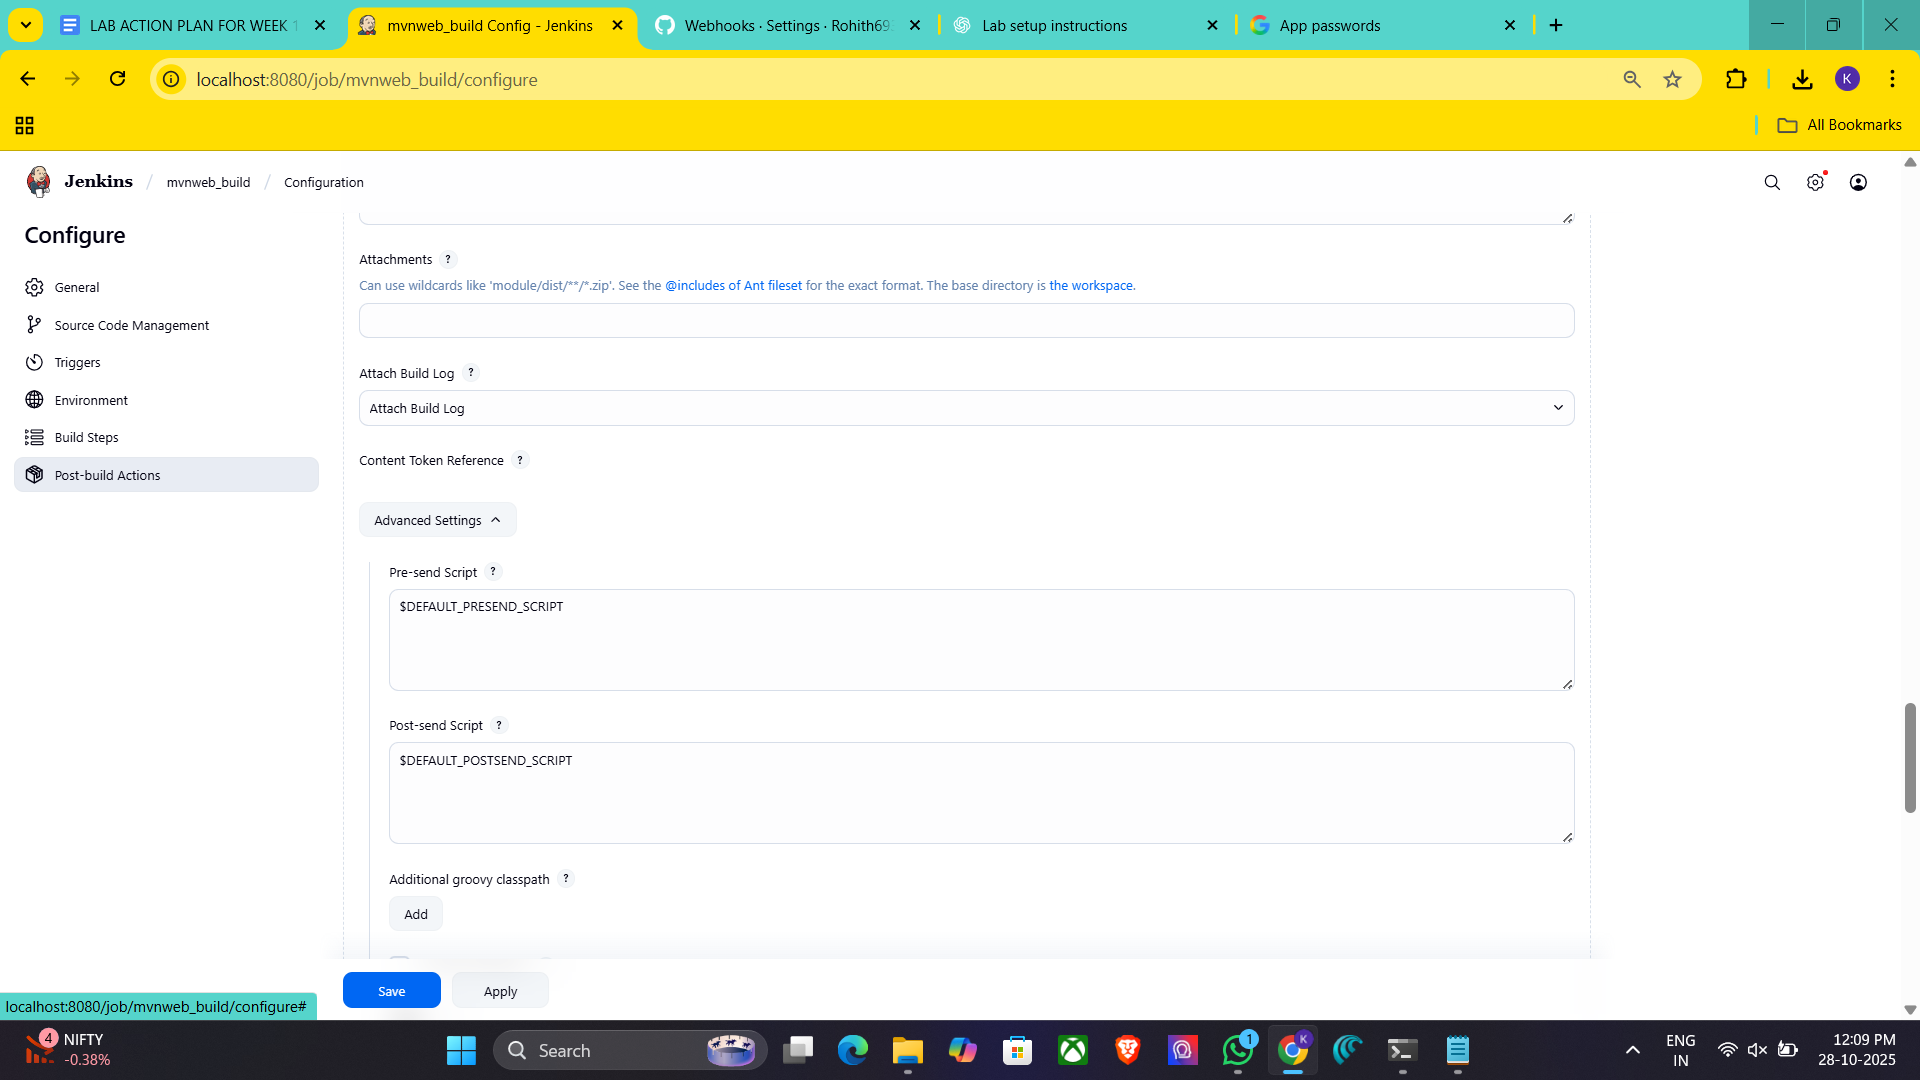 LAB ACTION PLAN FOR WEEK 1
mvnweb_build Config - Jenkins
Webhooks · Settings · Rohith69
Lab setup instructions
App passwords
localhost:8080/job/mvnweb_build/configure
K
All Bookmarks
Jenkins / mvnweb_build / Configuration
Configure
General
Source Code Management
Triggers
Environment
Build Steps
Post-build Actions
Attachments ?
Can use wildcards like 'module/dist/**/*.zip'. See the @includes of Ant fileset for the exact format. The base directory is the workspace.
Attach Build Log ?
Attach Build Log
Content Token Reference ?
Advanced Settings
Pre-send Script ?
$DEFAULT_PRESEND_SCRIPT
Post-send Script ?
$DEFAULT_POSTSEND_SCRIPT
Additional groovy classpath ?
Add
Save
Apply
localhost:8080/job/mvnweb_build/configure#
4
NIFTY
-0.38%
Search
1
K
ENG
IN
12:09 PM
28-10-2025